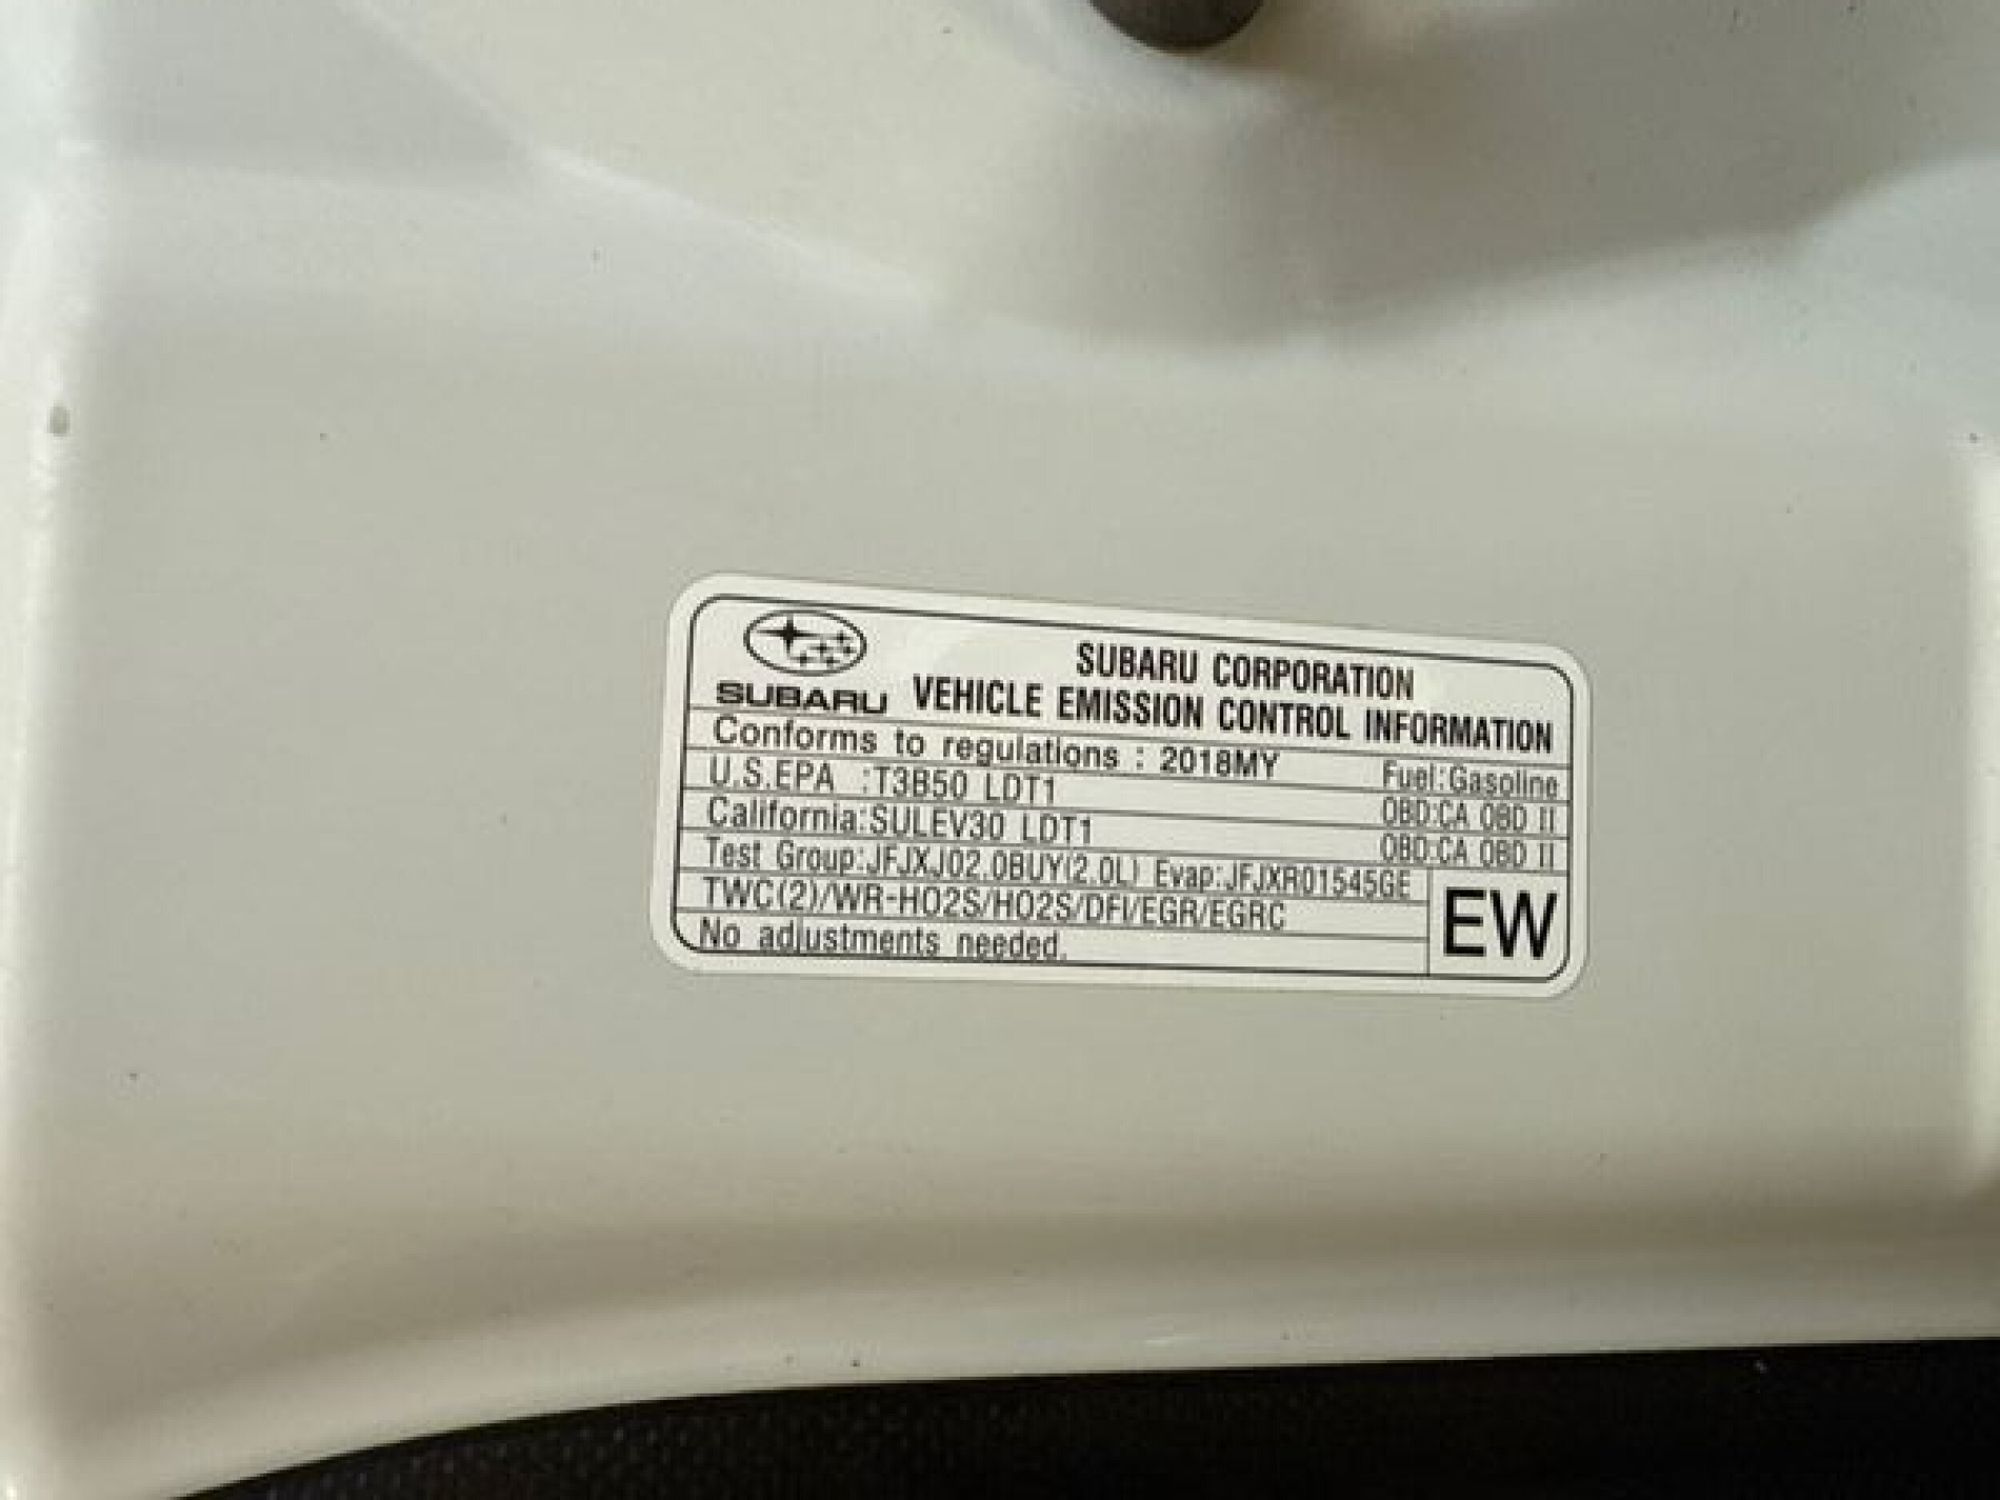 SUBARU CORPORATION
SUBARU VEHICLE EMISSION CONTROL INFORMATION
Conforms to regulations : 2018MY Fuel:Gasoline
U.S.EPA :T3B50 LDT1 OBD:CA OBD II
California:SULEV30 LDT1 OBD:CA OBD II
Test Group:JFJXJ02.0BUY(2.0L) Evap:JFJXR01545GE
TWC(2)/WR-HO2S/HO2S/DFI/EGR/EGRC
No adjustments needed.
EW